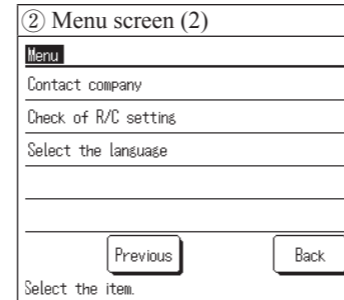 ② Menu screen (2)
Menu
Contact company
Check of R/C setting
Select the language
Previous Back
Select the item.